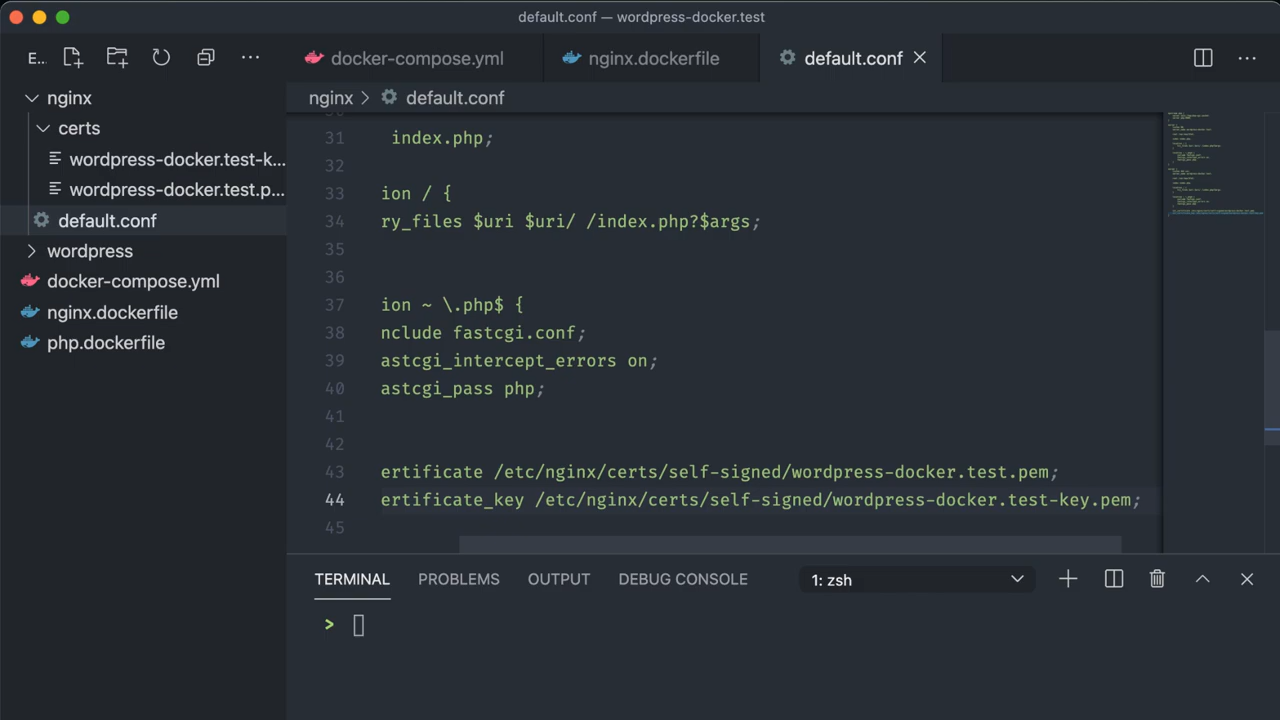 default.conf — wordpress-docker.test
E...
docker-compose.yml
nginx.dockerfile
default.conf
nginx
certs
wordpress-docker.test-k...
wordpress-docker.test.p...
default.conf
wordpress
docker-compose.yml
nginx.dockerfile
php.dockerfile
nginx > default.conf
31 index.php;
32
33 ion / {
34 ry_files $uri $uri/ /index.php?$args;
35
36
37 ion ~ \.php$ {
38 nclude fastcgi.conf;
39 astcgi_intercept_errors on;
40 astcgi_pass php;
41
42
43 ertificate /etc/nginx/certs/self-signed/wordpress-docker.test.pem;
44 ertificate_key /etc/nginx/certs/self-signed/wordpress-docker.test-key.pem;
45
TERMINAL PROBLEMS OUTPUT DEBUG CONSOLE 1: zsh
>